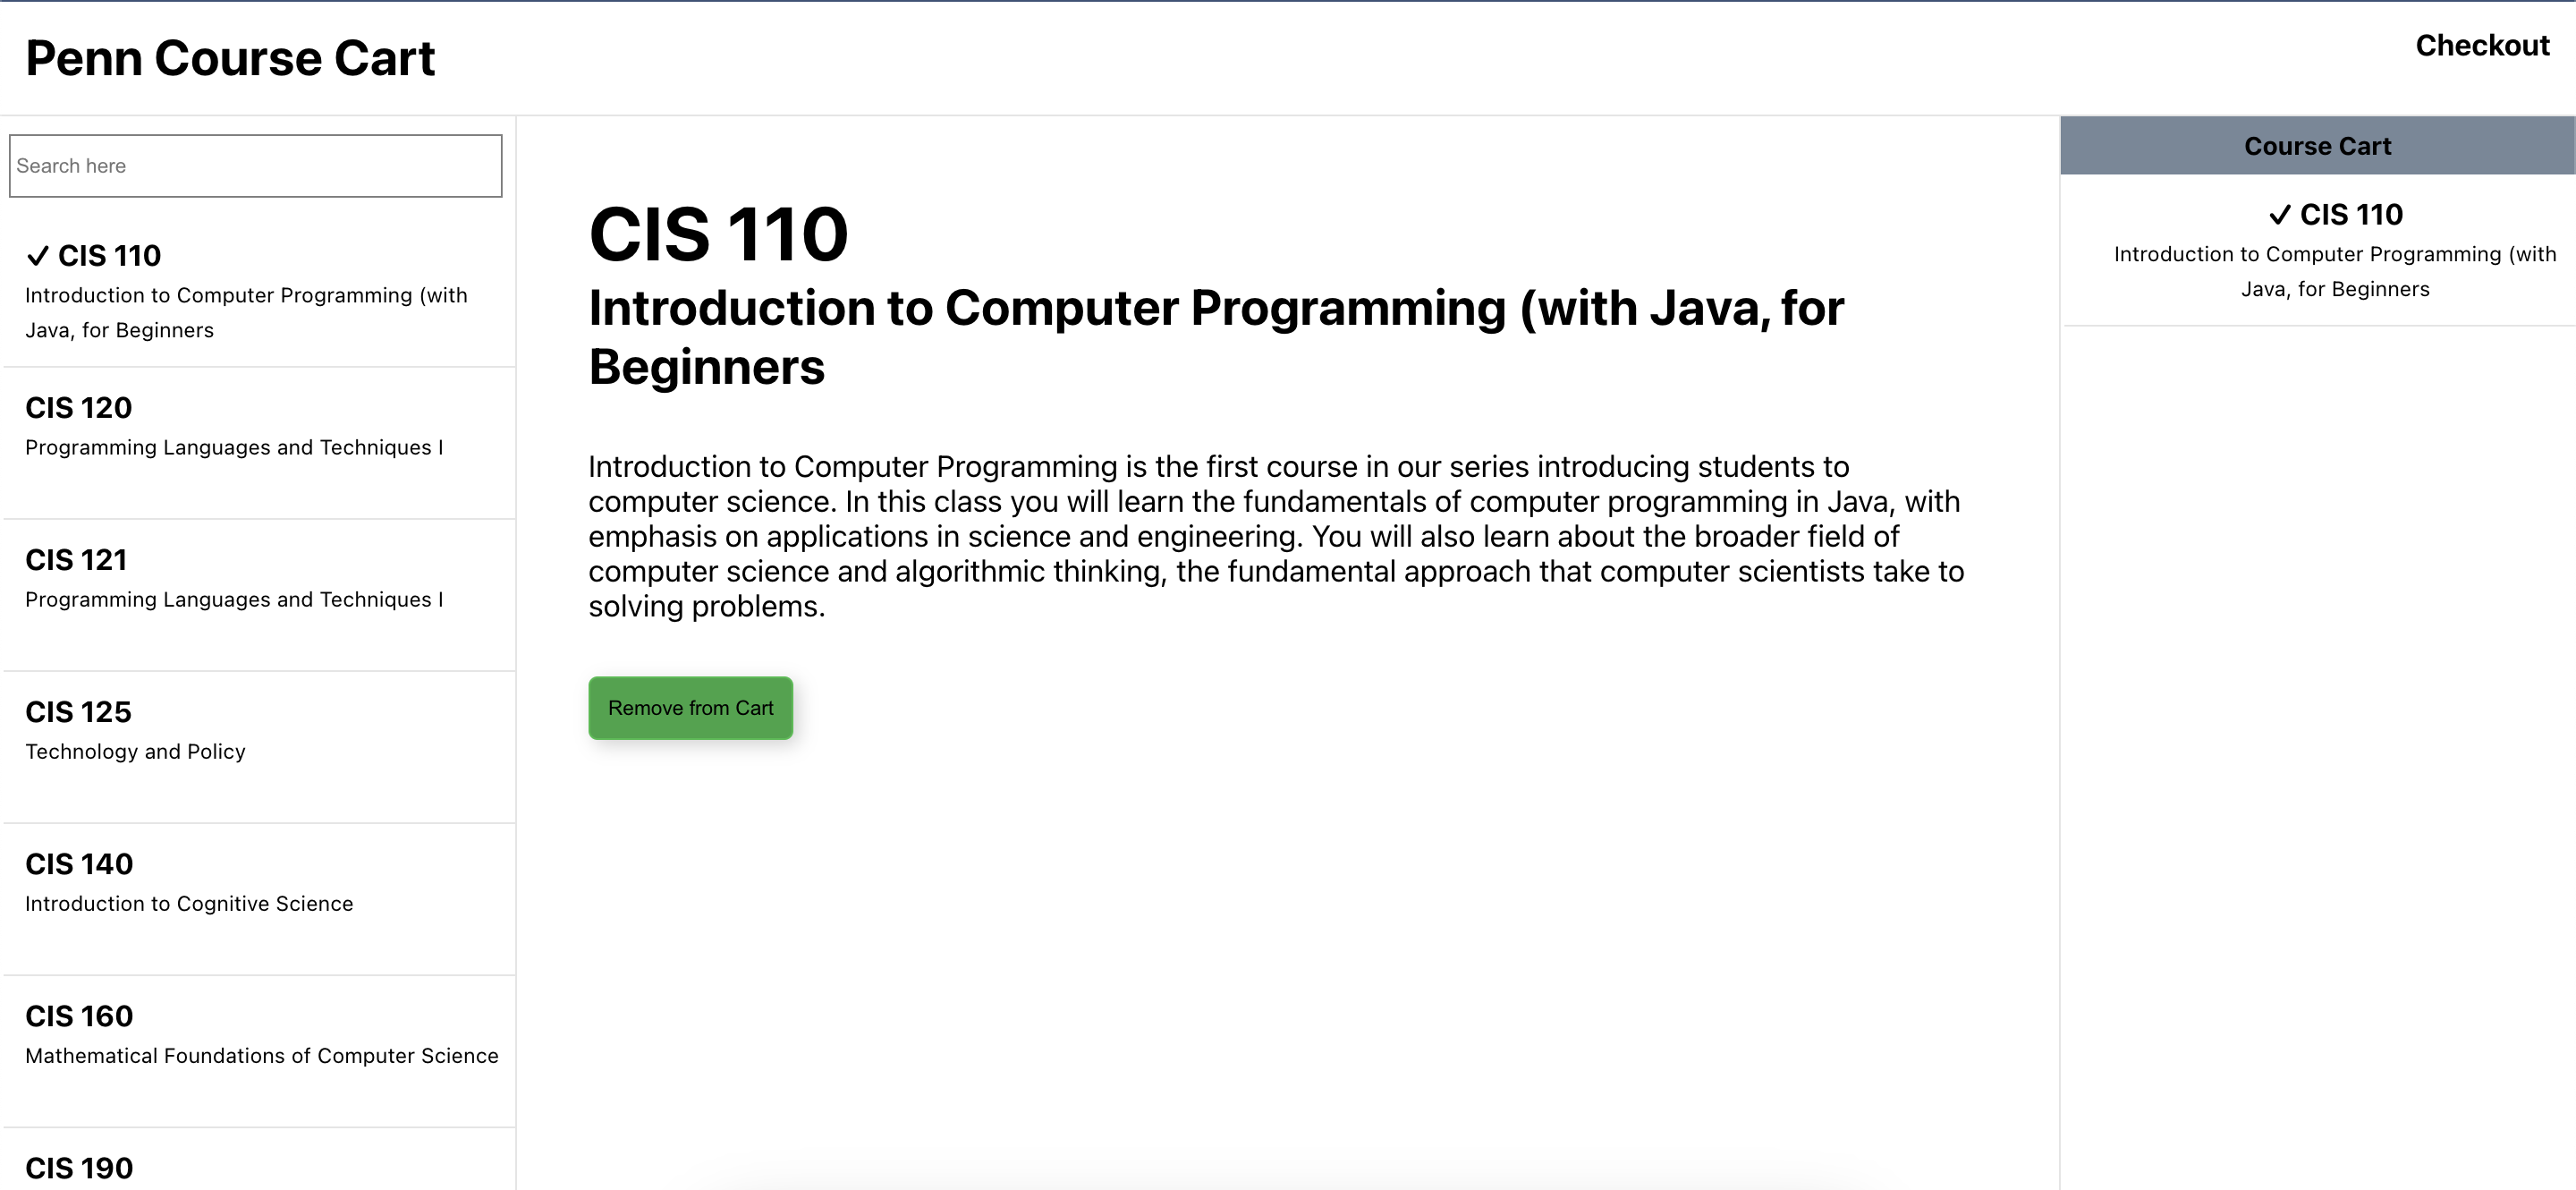 Penn Course Cart
Checkout
Search here
✓ CIS 110
Introduction to Computer Programming (with
Java, for Beginners
CIS 120
Programming Languages and Techniques I
CIS 121
Programming Languages and Techniques I
CIS 125
Technology and Policy
CIS 140
Introduction to Cognitive Science
CIS 160
Mathematical Foundations of Computer Science
CIS 190
CIS 110
Introduction to Computer Programming (with Java, for
Beginners
Introduction to Computer Programming is the first course in our series introducing students to
computer science. In this class you will learn the fundamentals of computer programming in Java, with
emphasis on applications in science and engineering. You will also learn about the broader field of
computer science and algorithmic thinking, the fundamental approach that computer scientists take to
solving problems.
Remove from Cart
Course Cart
✓ CIS 110
Introduction to Computer Programming (with
Java, for Beginners